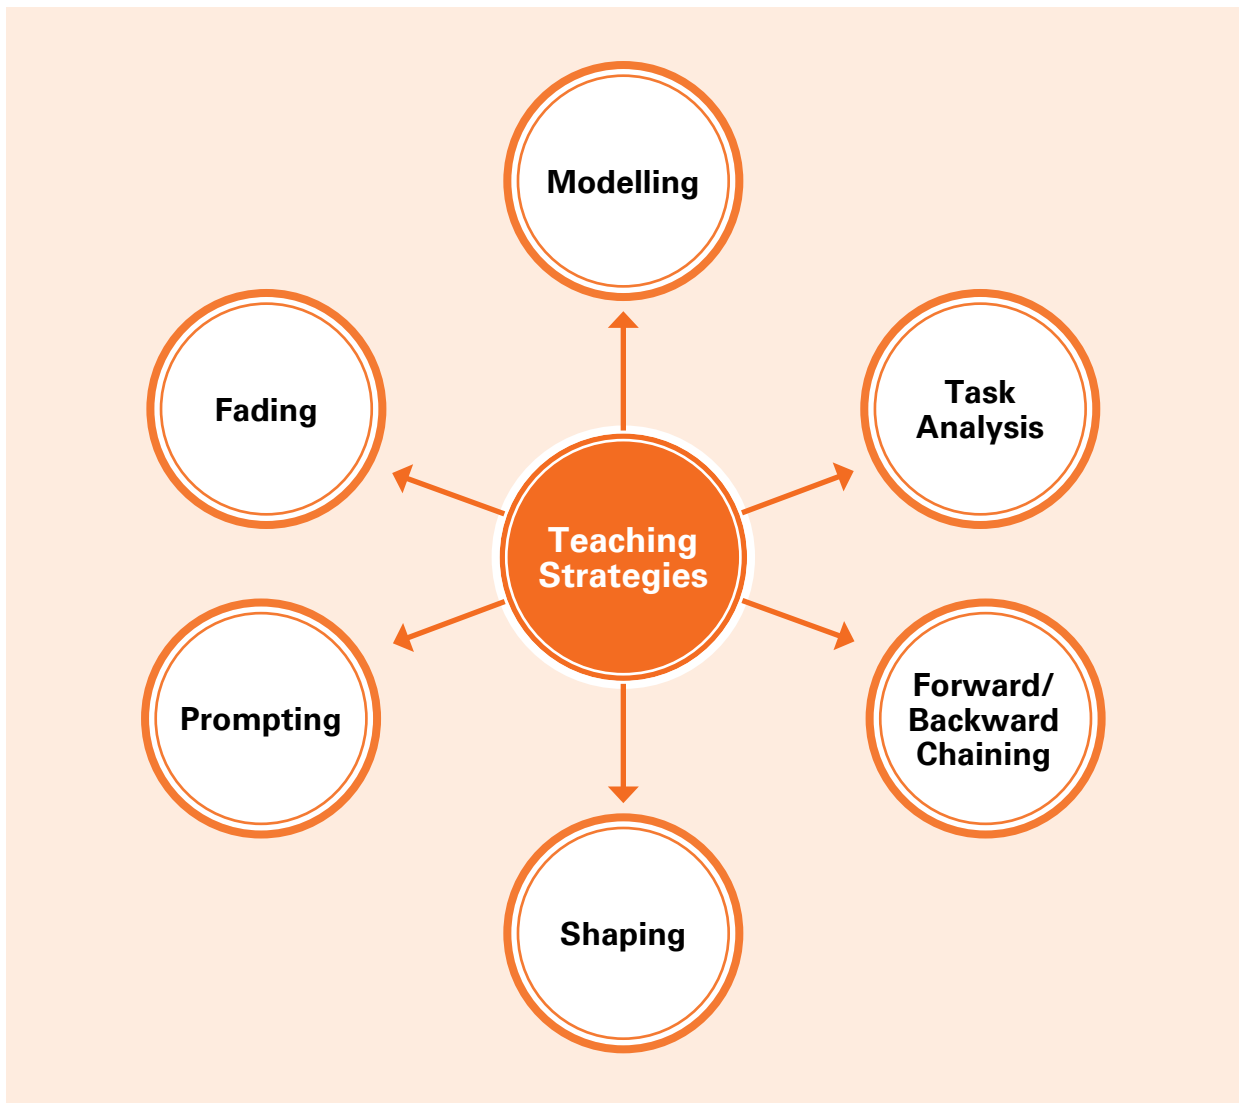 Modelling
Fading
Task
Analysis
Teaching
Strategies
Prompting
Forward/
Backward
Chaining
Shaping